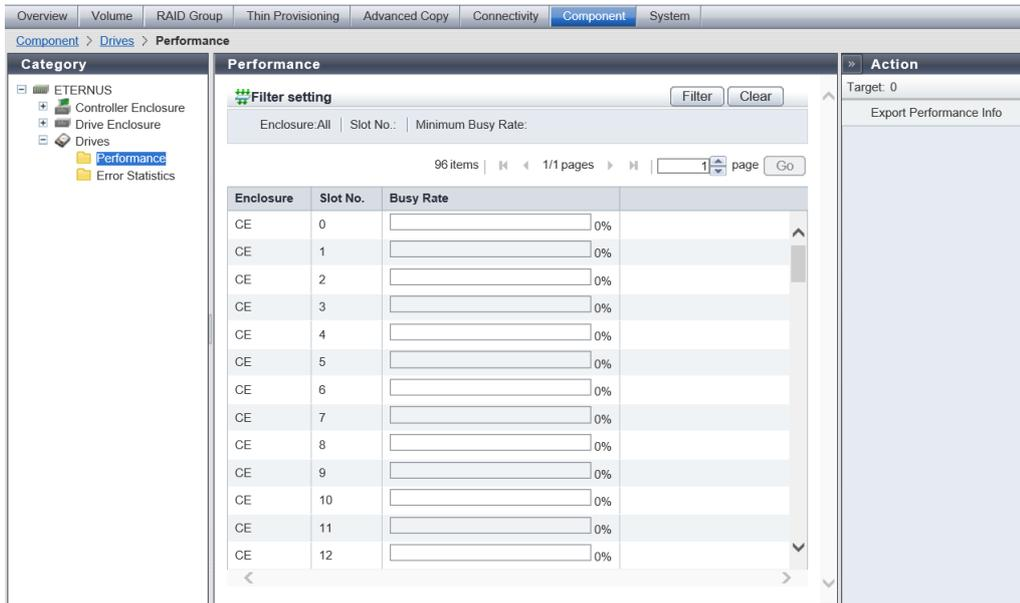 Overview Volume RAID Group Thin Provisioning Advanced Copy Connectivity Component System
Component > Drives > Performance
Category
ETERNUS
Controller Enclosure
Drive Enclosure
Drives
Performance
Error Statistics
Performance
Filter setting Filter Clear
Enclosure:All | Slot No.: | Minimum Busy Rate:
96 items | 1/1 pages | 1 page Go
Enclosure Slot No. Busy Rate
CE 0 0%
CE 1 0%
CE 2 0%
CE 3 0%
CE 4 0%
CE 5 0%
CE 6 0%
CE 7 0%
CE 8 0%
CE 9 0%
CE 10 0%
CE 11 0%
CE 12 0%
» Action
Target: 0
Export Performance Info